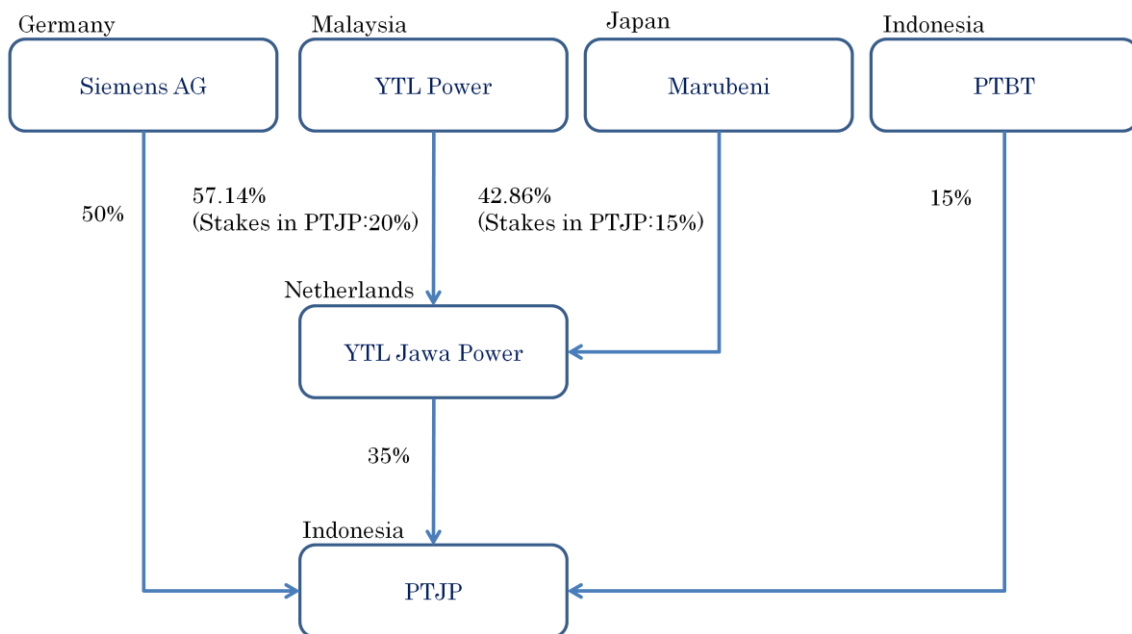 Germany
Malaysia
Japan
Indonesia
Siemens AG
YTL Power
Marubeni
PTBT
50%
57.14%
(Stakes in PTJP:20%)
42.86%
(Stakes in PTJP:15%)
15%
Netherlands
YTL Jawa Power
35%
Indonesia
PTJP